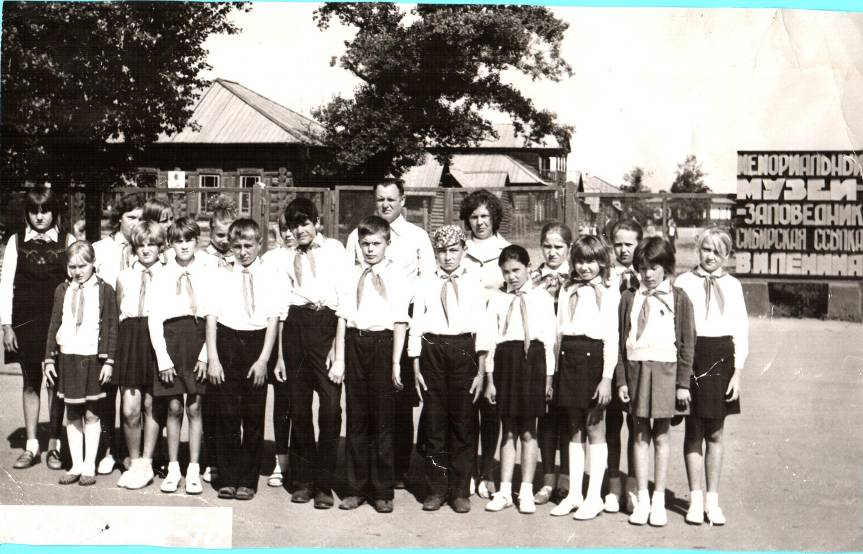 МЕМОРИАЛЬНЫЙ
МУЗЕЙ
-ЗАПОВЕДНИК
СИБИРСКАЯ ССЫЛКА
В.И.ЛЕНИНА